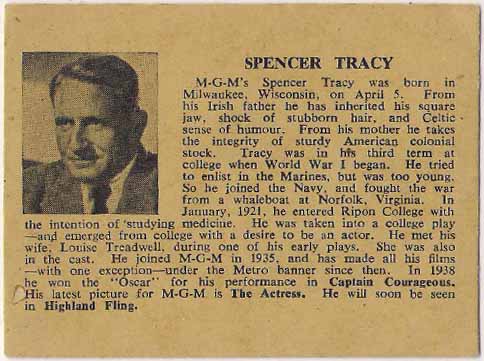 SPENCER TRACY
M-G-M's Spencer Tracy was born in
Milwaukee, Wisconsin, on April 5. From
his Irish father he has inherited his square
jaw, shock of stubborn hair, and Celtic
sense of humour. From his mother he takes
the integrity of sturdy American colonial
stock. Tracy was in his third term at
college when World War I began. He tried
to enlist in the Marines, but was too young.
So he joined the Navy, and fought the war
from a whaleboat at Norfolk, Virginia. In
January, 1921, he entered Ripon College with
the intention of 'studying medicine. He was taken into a college play
—and emerged from college with a desire to be an actor. He met his
wife, Louise Treadwell, during one of his early plays. She was also
in the cast. He joined M-G-M in 1935, and has made all his films
—with one exception—under the Metro banner since then. In 1938
he won the "Oscar" for his performance in Captain Courageous.
His latest picture for M-G-M is The Actress. He will soon be seen
in Highland Fling.